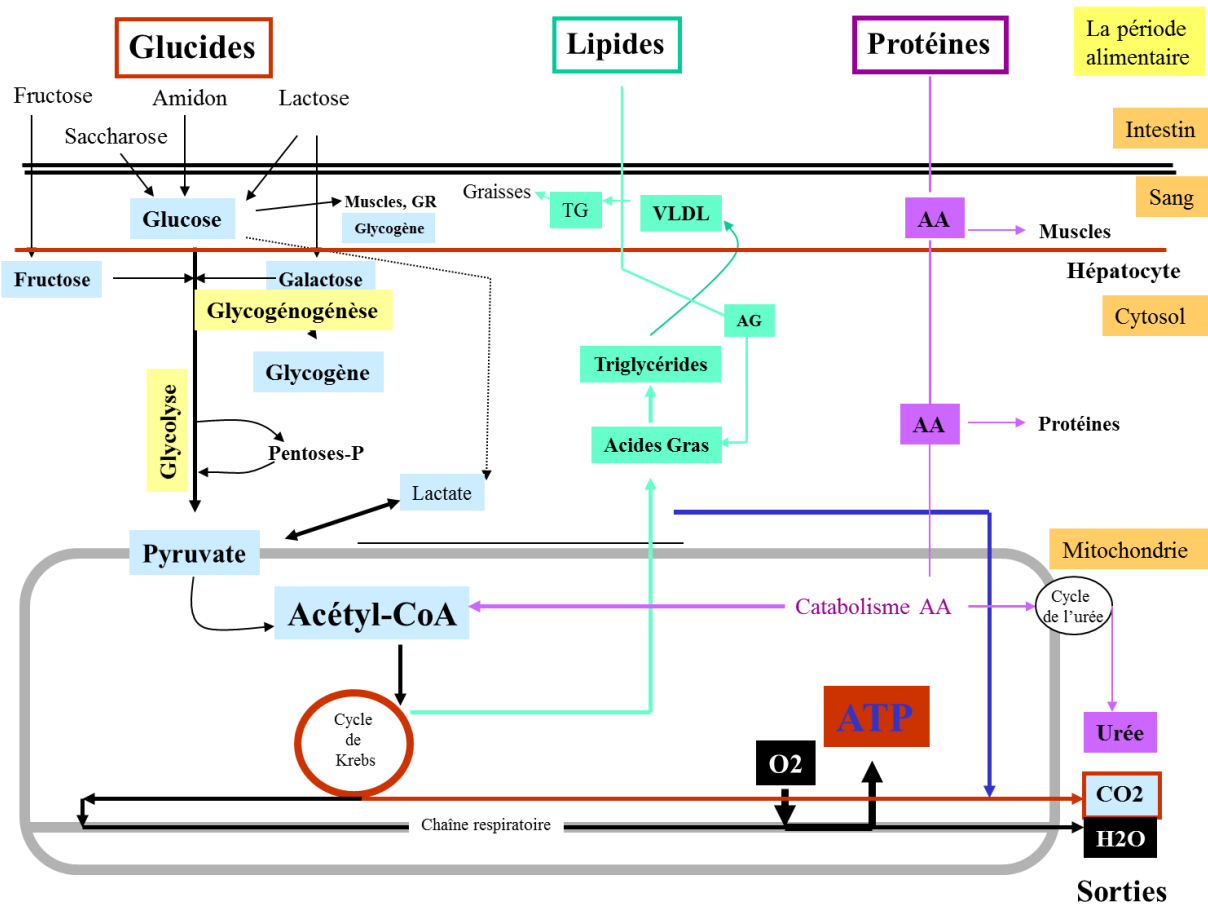 Glucides
Lipides
Protéines
La période
alimentaire
Fructose
Amidon
Lactose
Saccharose
Intestin
Graisses
TG
VLDL
AA
Sang
Glucose
Muscles, GR
Glycogène
Muscles
Fructose
Galactose
Hépatocyte
Glycogénogénèse
AG
Cytosol
Glycogène
Triglycérides
Glycolyse
AA
Protéines
Acides Gras
Pentoses-P
Lactate
Pyruvate
Mitochondrie
Acétyl-CoA
Catabolisme AA
Cycle
de l’urée
Cycle
de
Krebs
ATP
Urée
O2
CO2
Chaîne respiratoire
H2O
Sorties